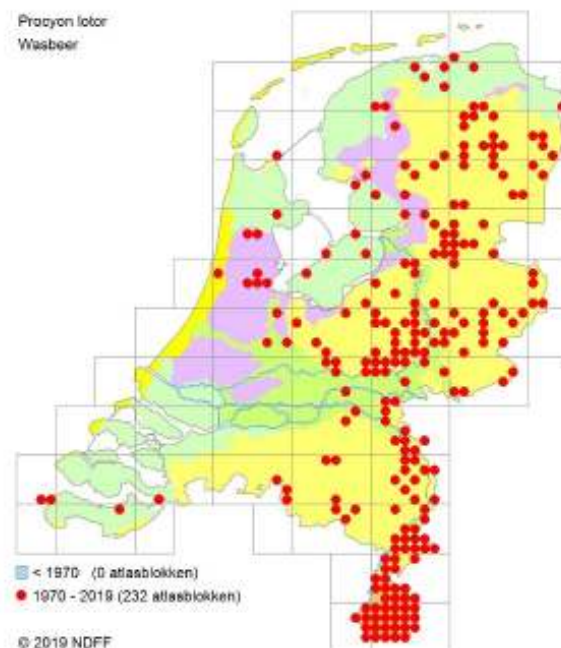 Procyon lotor
Wasbeer
< 1970 (0 atlasblokken)
1970 - 2019 (232 atlasblokken)
© 2019 NDFF